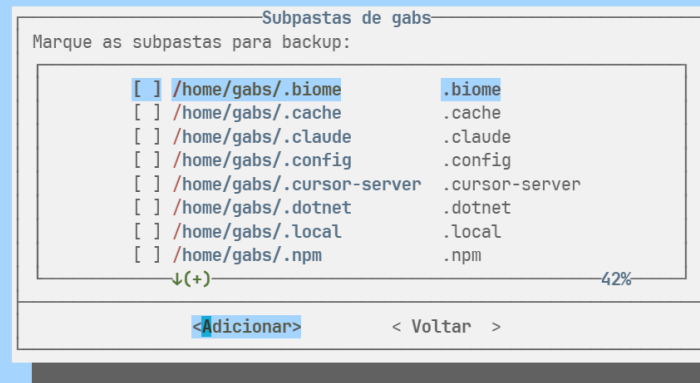 Subpastas de gabs
Marque as subpastas para backup:
[ ] /home/gabs/.biome .biome
[ ] /home/gabs/.cache .cache
[ ] /home/gabs/.claude .claude
[ ] /home/gabs/.config .config
[ ] /home/gabs/.cursor-server .cursor-server
[ ] /home/gabs/.dotnet .dotnet
[ ] /home/gabs/.local .local
[ ] /home/gabs/.npm .npm
↓(+) 42%
<Adicionar> < Voltar >